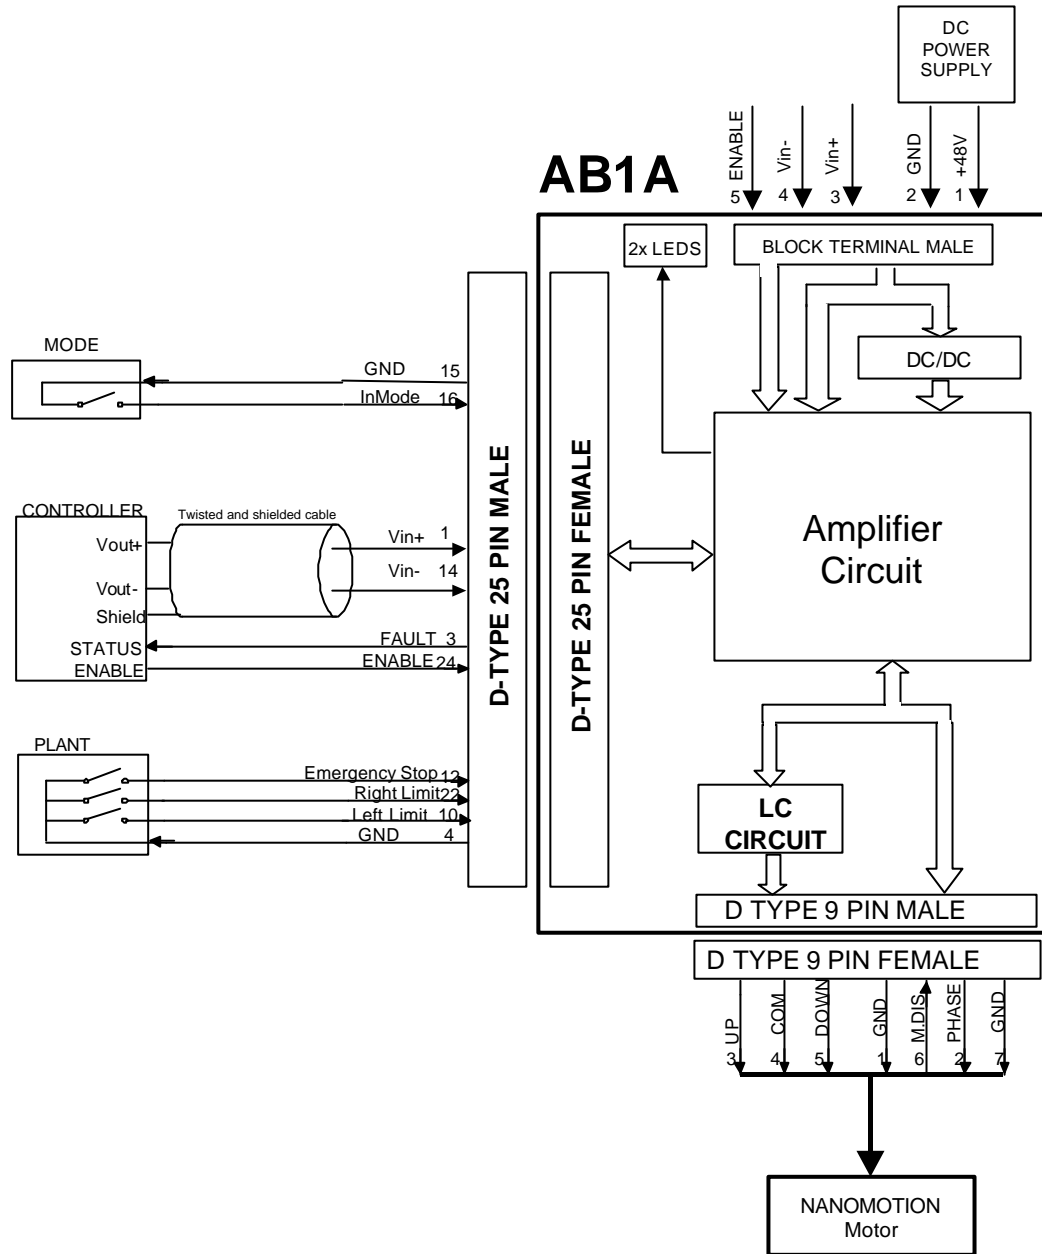 DC
POWER
SUPPLY
ENABLE
Vin-
Vin+
GND
+48V
5
4
3
2
1
AB1A
2x LEDS
BLOCK TERMINAL MALE
DC/DC
MODE
GND 15
InMode 16
D-TYPE 25 PIN MALE
D-TYPE 25 PIN FEMALE
Amplifier
Circuit
CONTROLLER
Twisted and shielded cable
Vout+
Vin+ 1
Vout-
Vin- 14
Shield
STATUS
FAULT 3
ENABLE
ENABLE 24
PLANT
Emergency Stop 12
Right Limit 22
Left Limit 10
GND 4
LC
CIRCUIT
D TYPE 9 PIN MALE
D TYPE 9 PIN FEMALE
UP
COM
DOWN
GND
M.DIS
PHASE
GND
3
4
5
1
6
2
7
NANOMOTION
Motor